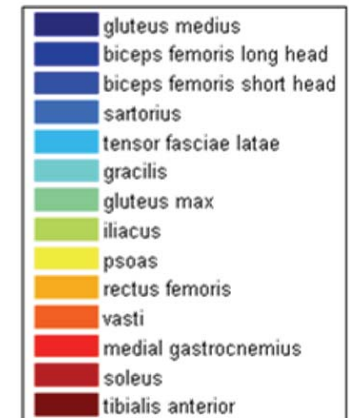 gluteus medius
biceps femoris long head
biceps femoris short head
sartorius
tensor fasciae latae
gracilis
gluteus max
iliacus
psoas
rectus femoris
vasti
medial gastrocnemius
soleus
tibialis anterior